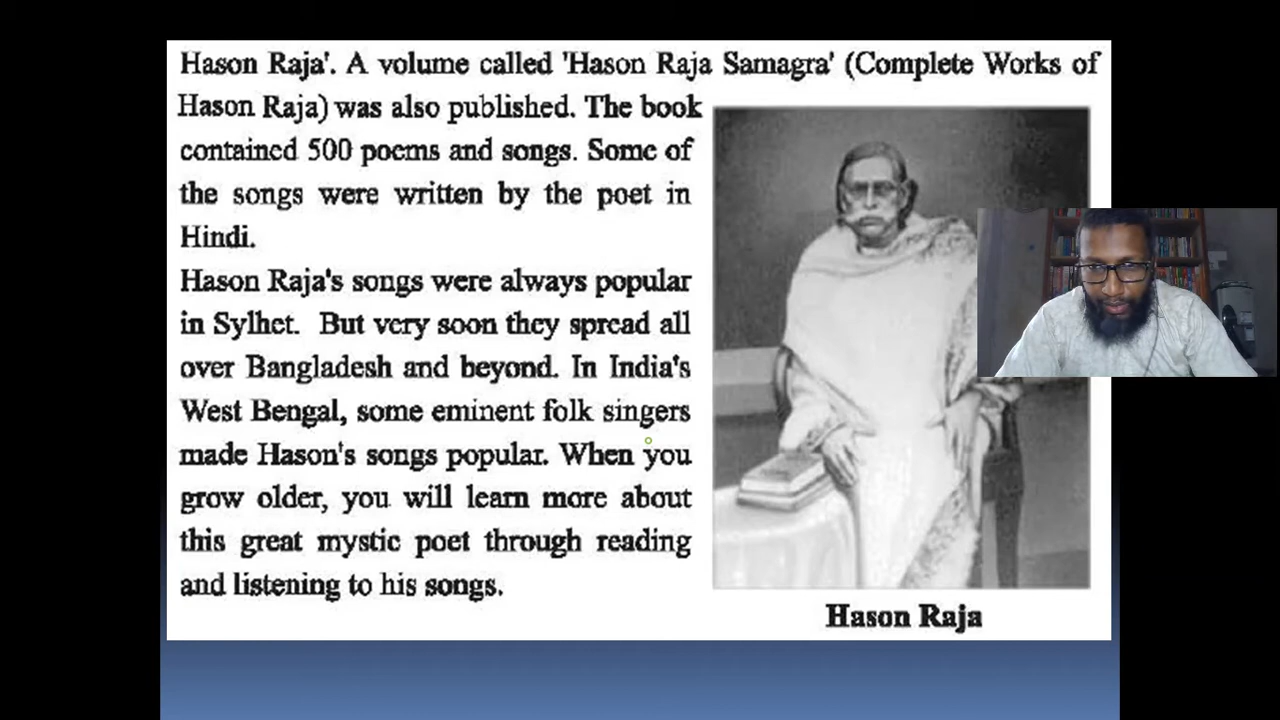 Hason Raja'. A volume called 'Hason Raja Samagra' (Complete Works of
Hason Raja) was also published. The book
contained 500 poems and songs. Some of
the songs were written by the poet in
Hindi.
Hason Raja's songs were always popular
in Sylhet. But very soon they spread all
over Bangladesh and beyond. In India's
West Bengal, some eminent folk singers
made Hason's songs popular. When you
grow older, you will learn more about
this great mystic poet through reading
and listening to his songs.
Hason Raja